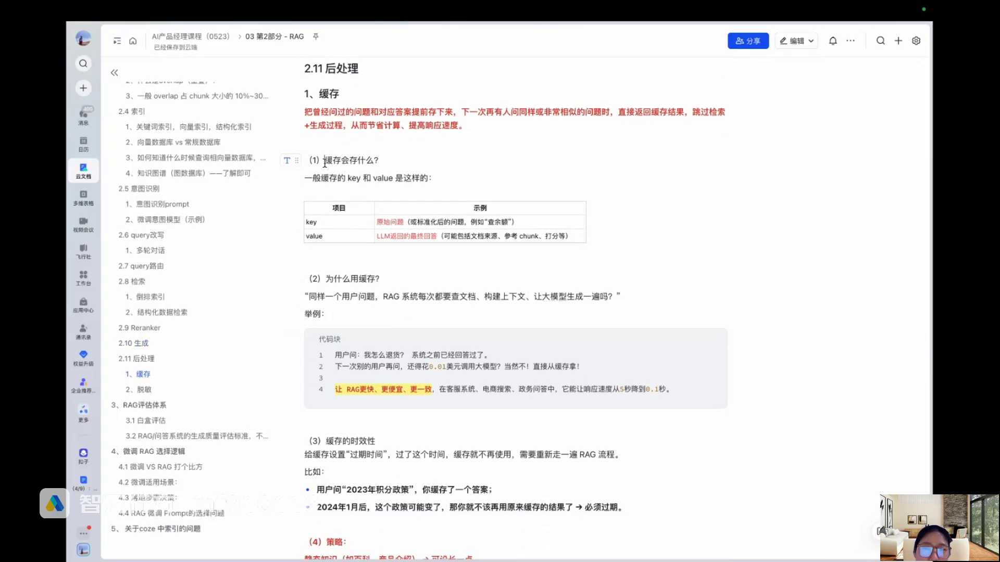 AI产品经理课程（0523） > 03 第2部分 - RAG
已经保存到云端
分享
编辑
499
消息
日历
云文档
多维表格
视频会议
飞行社
工作台
应用中心
通讯录
权益升级
企业推荐...
更多
扣子
(4/9) ：...
3、一般 overlap 占 chunk 大小的 10%~30...
2.4 索引
1、关键词索引，向量索引，结构化索引
2、向量数据库 vs 常规数据库
3、如何知道什么时候查询相向量数据库，...
4、知识图谱（图数据库）——了解即可
2.5 意图识别
1、意图识别prompt
2、微调意图模型（示例）
2.6 query改写
1、多轮对话
2.7 query路由
2.8 检索
1、倒排索引
2、结构化数据检索
2.9 Reranker
2.10 生成
2.11 后处理
1、缓存
2、脱敏
3、RAG评估体系
3.1 白盒评估
3.2 RAG/问答系统的生成质量评估标准，不...
4、微调 RAG 选择逻辑
4.1 微调 VS RAG 打个比方
4.2 微调适用场景：
4.3 落地步骤决策：
4.4 RAG 微调 Prompt的选择问题
5、 关于coze 中索引的问题
智
2.11 后处理
1、缓存
把曾经问过的问题和对应答案提前存下来，下一次再有人问同样或非常相似的问题时，直接返回缓存结果，跳过检索
+生成过程，从而节省计算、提高响应速度。
（1）缓存会存什么？
一般缓存的 key 和 value 是这样的：
项目 示例
key 原始问题（或标准化后的问题，例如“查余额”）
value LLM返回的最终回答（可能包括文档来源、参考 chunk、打分等）
（2）为什么用缓存？
“同样一个用户问题，RAG 系统每次都要查文档、构建上下文、让大模型生成一遍吗？”
举例：
代码块
1 用户问：我怎么退货？ 系统之前已经回答过了。
2 下一次别的用户再问，还得花0.01美元调用大模型？当然不！直接从缓存拿！
3
4 让 RAG更快、更便宜、更一致，在客服系统、电商搜索、政务问答中，它能让响应速度从5秒降到0.1秒。
（3）缓存的时效性
给缓存设置“过期时间”，过了这个时间，缓存就不再使用，需要重新走一遍 RAG 流程。
比如：
• 用户问“2023年积分政策”，你缓存了一个答案；
• 2024年1月后，这个政策可能变了，那你就不该再用原来缓存的结果了 → 必须过期。
（4）策略：
静态知识（如百科、商品介绍）→ 可设长一点